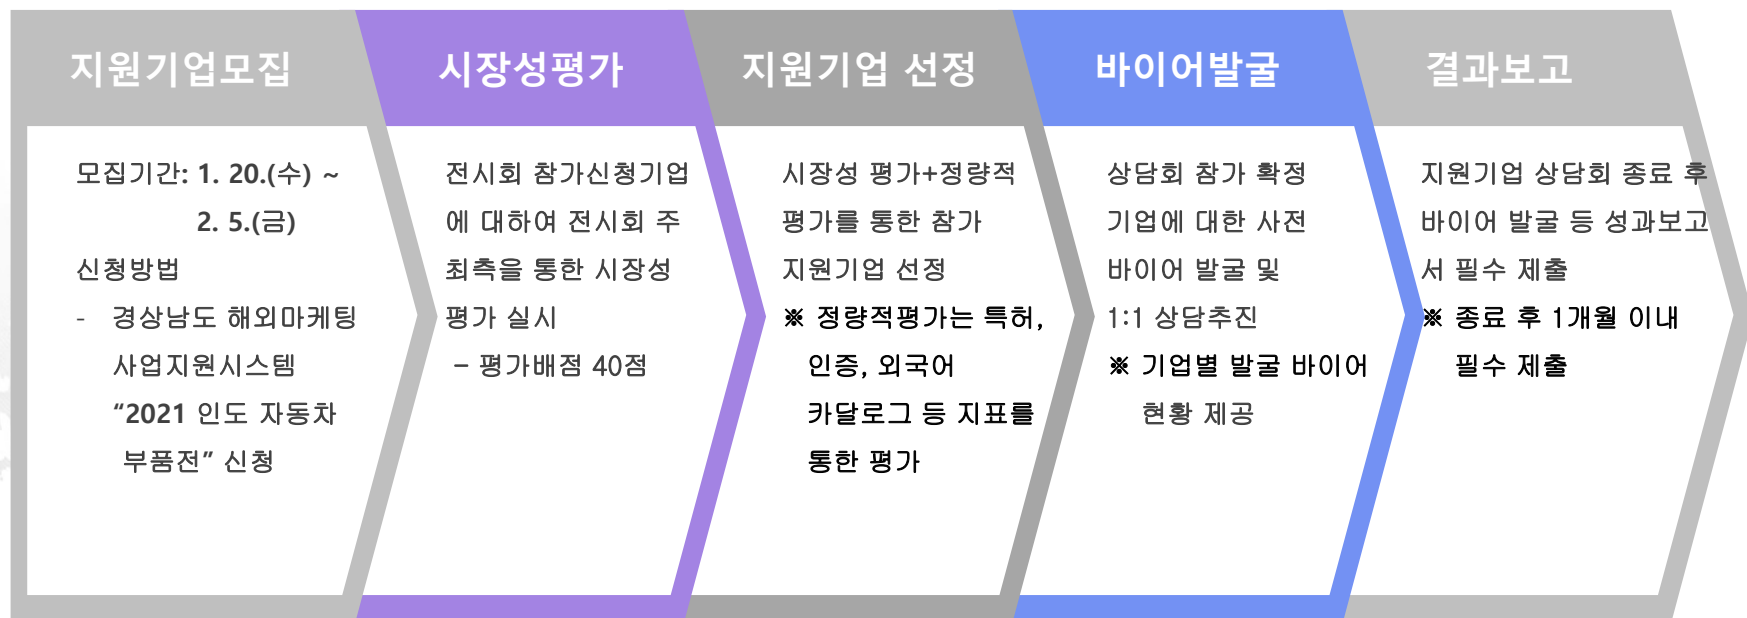 지원기업모집
모집기간: 1. 20.(수) ~
2. 5.(금)
신청방법
- 경상남도 해외마케팅
사업지원시스템
“2021 인도 자동차
부품전” 신청
시장성평가
전시회 참가신청기업
에 대하여 전시회 주
최측을 통한 시장성
평가 실시
- 평가배점 40점
지원기업 선정
시장성 평가+정량적
평가를 통한 참가
지원기업 선정
※ 정량적평가는 특허,
인증, 외국어
카달로그 등 지표를
통한 평가
바이어발굴
상담회 참가 확정
기업에 대한 사전
바이어 발굴 및
1:1 상담추진
※ 기업별 발굴 바이어
현황 제공
결과보고
지원기업 상담회 종료 후
바이어 발굴 등 성과보고
서 필수 제출
※ 종료 후 1개월 이내
필수 제출